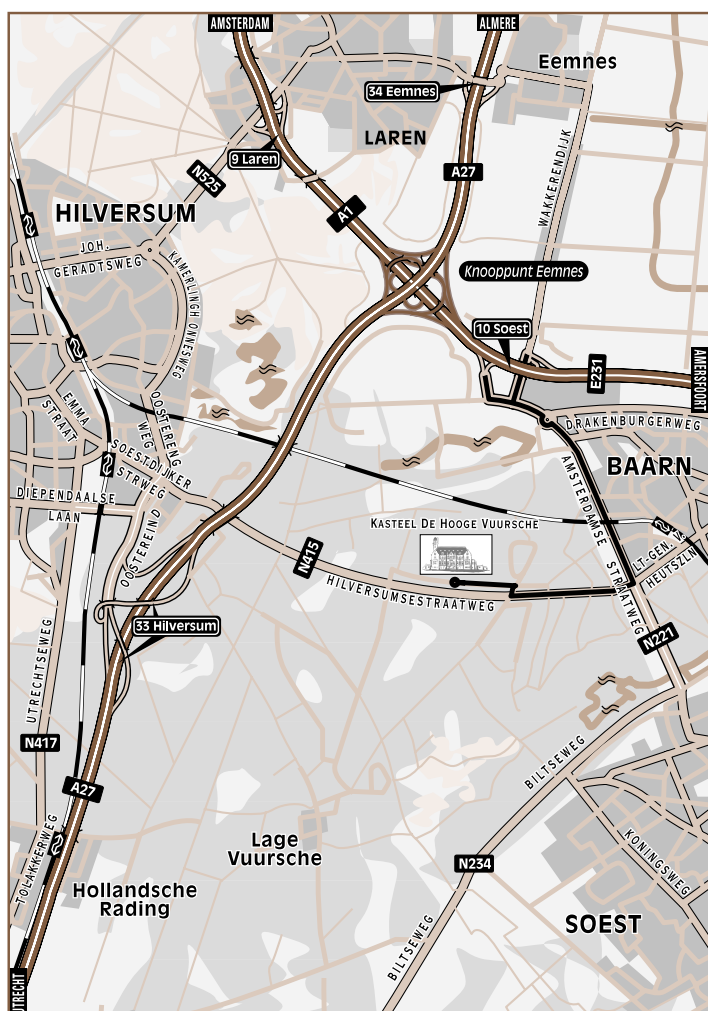 AMSTERDAM
ALMERE
Eemnes
34 Eemnes
LAREN
9 Laren
N525
A27
WAKKERENDIJK
HILVERSUM
A1
JOH.
GERADTSWEG
KAMERLINGH ONNESWEG
Knooppunt Eemnes
10 Soest
E231
AMERSFOORT
EMMA
STRAAT
OOSTERENG
WEG
DRAKENBURGERWEG
SOESTDIJKER
STRWEG
BAARN
DIEPENDAALSE
LAAN
AMSTERDAMSE STRAATWEG
KASTEEL DE HOOGE VUURSCHE
OOSTEREIND
N415
LT-GEN.
HEUTSZLN
HILVERSUMSESTRAATWEG
33 Hilversum
N221
UTRECHTSEWEG
N417
BILTSEWEG
A27
TOLAKKERWEG
Lage
Vuursche
N234
KONINGSWEG
Hollandsche
Rading
SOEST
BILTSEWEG
UTRECHT